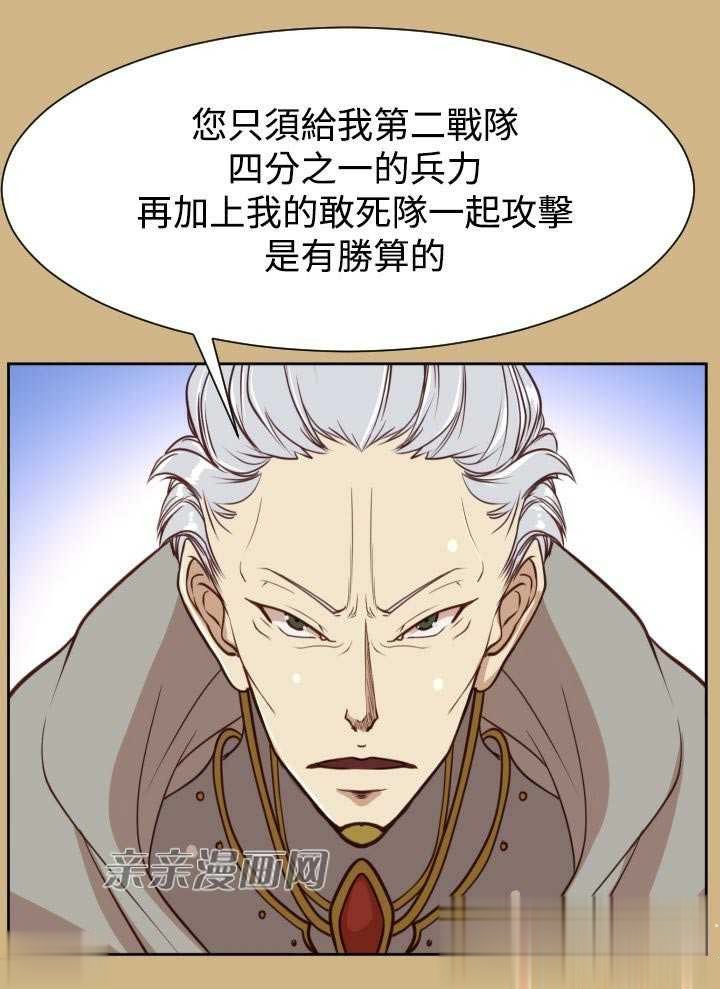 您只須給我第二戰隊
四分之一的兵力
再加上我的敢死隊一起攻擊
是有勝算的
亲亲漫画网